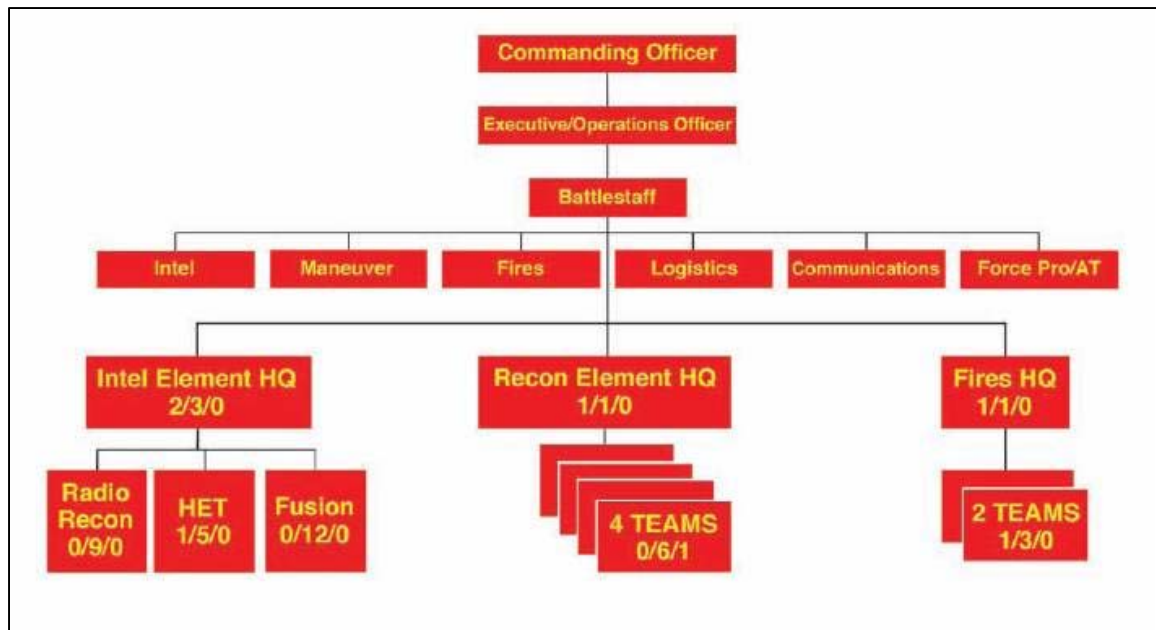 Commanding Officer
Executive/Operations Officer
Battlestaff
Intel
Maneuver
Fires
Logistics
Communications
Force Pro/AT
Intel Element HQ
2/3/0
Recon Element HQ
1/1/0
Fires HQ
1/1/0
Radio
Recon
0/9/0
HET
1/5/0
Fusion
0/12/0
4 TEAMS
0/6/1
2 TEAMS
1/3/0